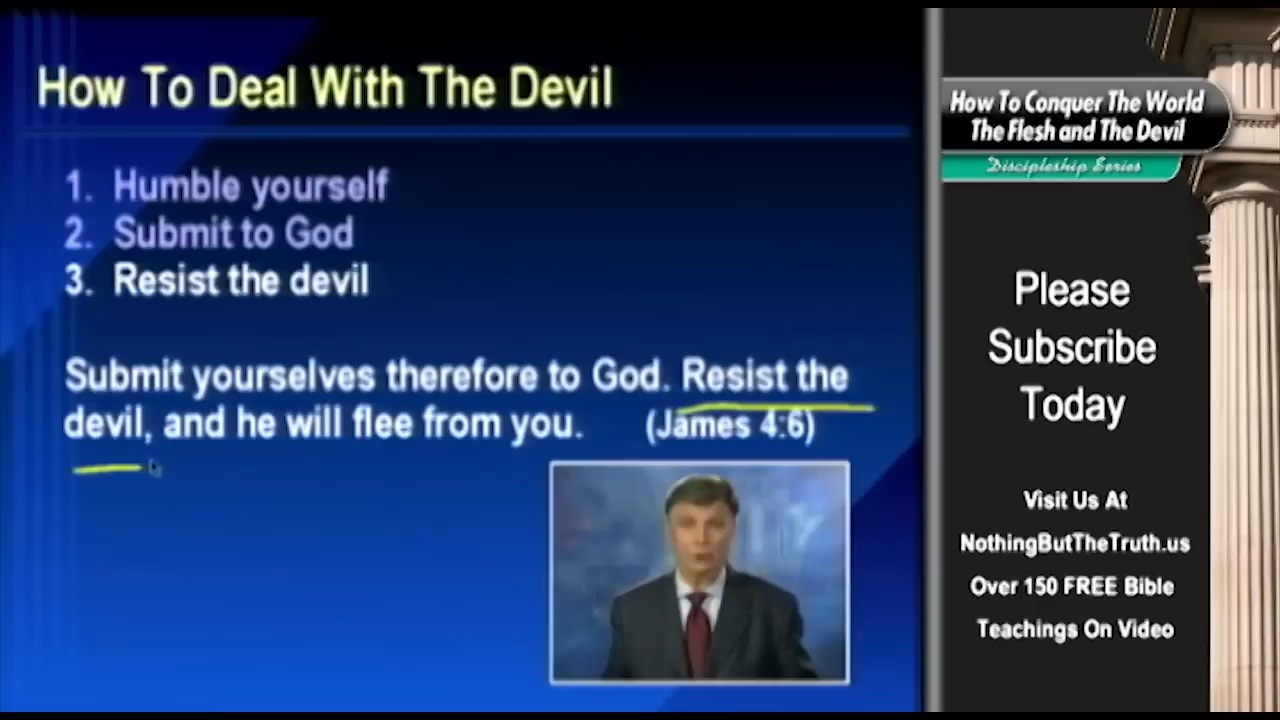 How To Deal With The Devil
1. Humble yourself
2. Submit to God
3. Resist the devil
Submit yourselves therefore to God. Resist the
devil, and he will flee from you. (James 4:6)
How To Conquer The World
The Flesh and The Devil
Discipleship Series
Please
Subscribe
Today
Visit Us At
NothingButTheTruth.us
Over 150 FREE Bible
Teachings On Video